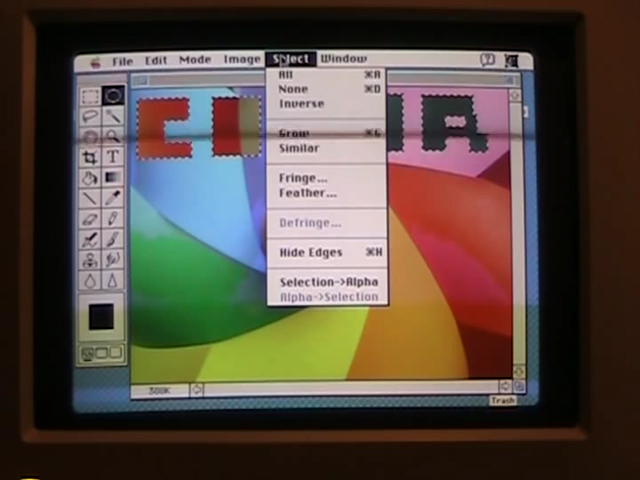 File Edit Mode Image Select Window
All ⌘A
None ⌘D
Inverse
Grow ⌘G
Similar
Fringe...
Feather...
Defringe...
Hide Edges ⌘H
Selection->Alpha
Alpha->Selection
T
Trash